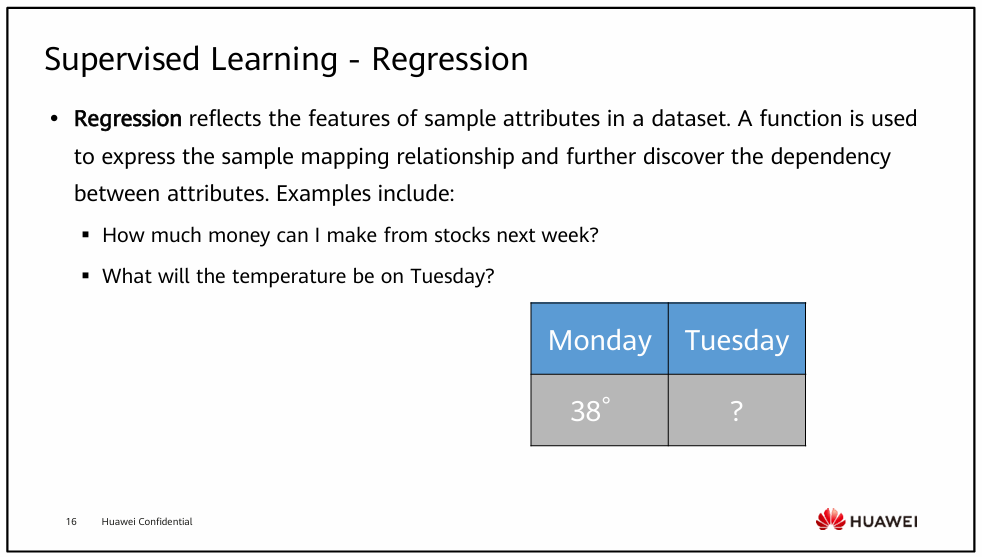 Supervised Learning - Regression
• Regression reflects the features of sample attributes in a dataset. A function is used
to express the sample mapping relationship and further discover the dependency
between attributes. Examples include:
▪ How much money can I make from stocks next week?
▪ What will the temperature be on Tuesday?
Monday Tuesday
38° ?
16 Huawei Confidential
HUAWEI